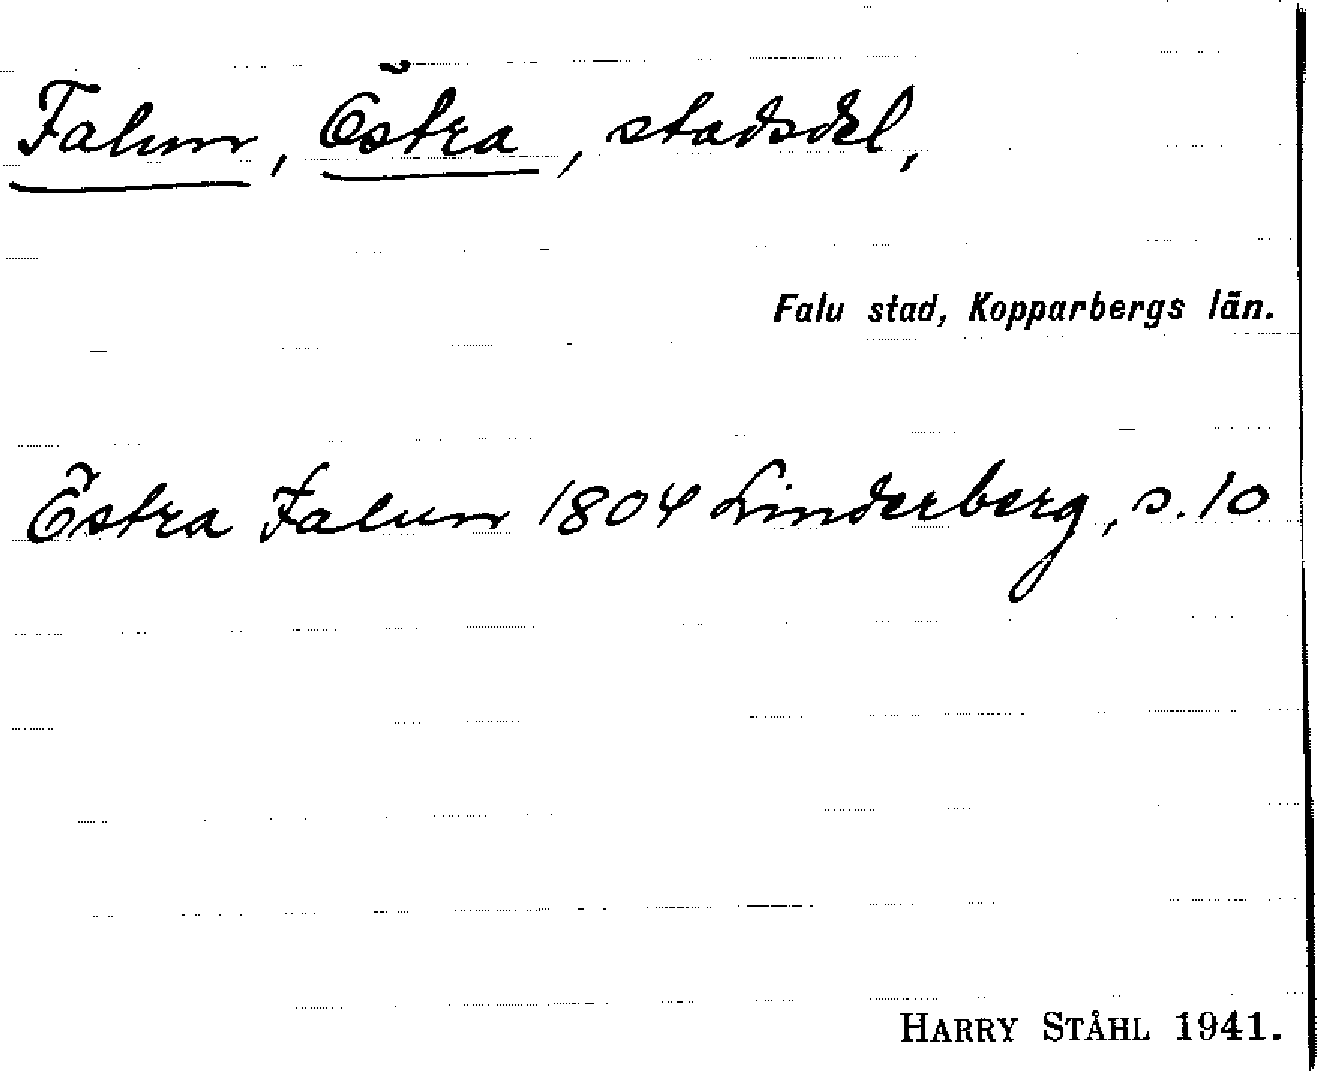 Falun, Östra, stadsdel,
Falu stad, Kopparbergs län.
Östra Falun 1804 Linderberg, s. 10
HARRY STÅHL 1941.